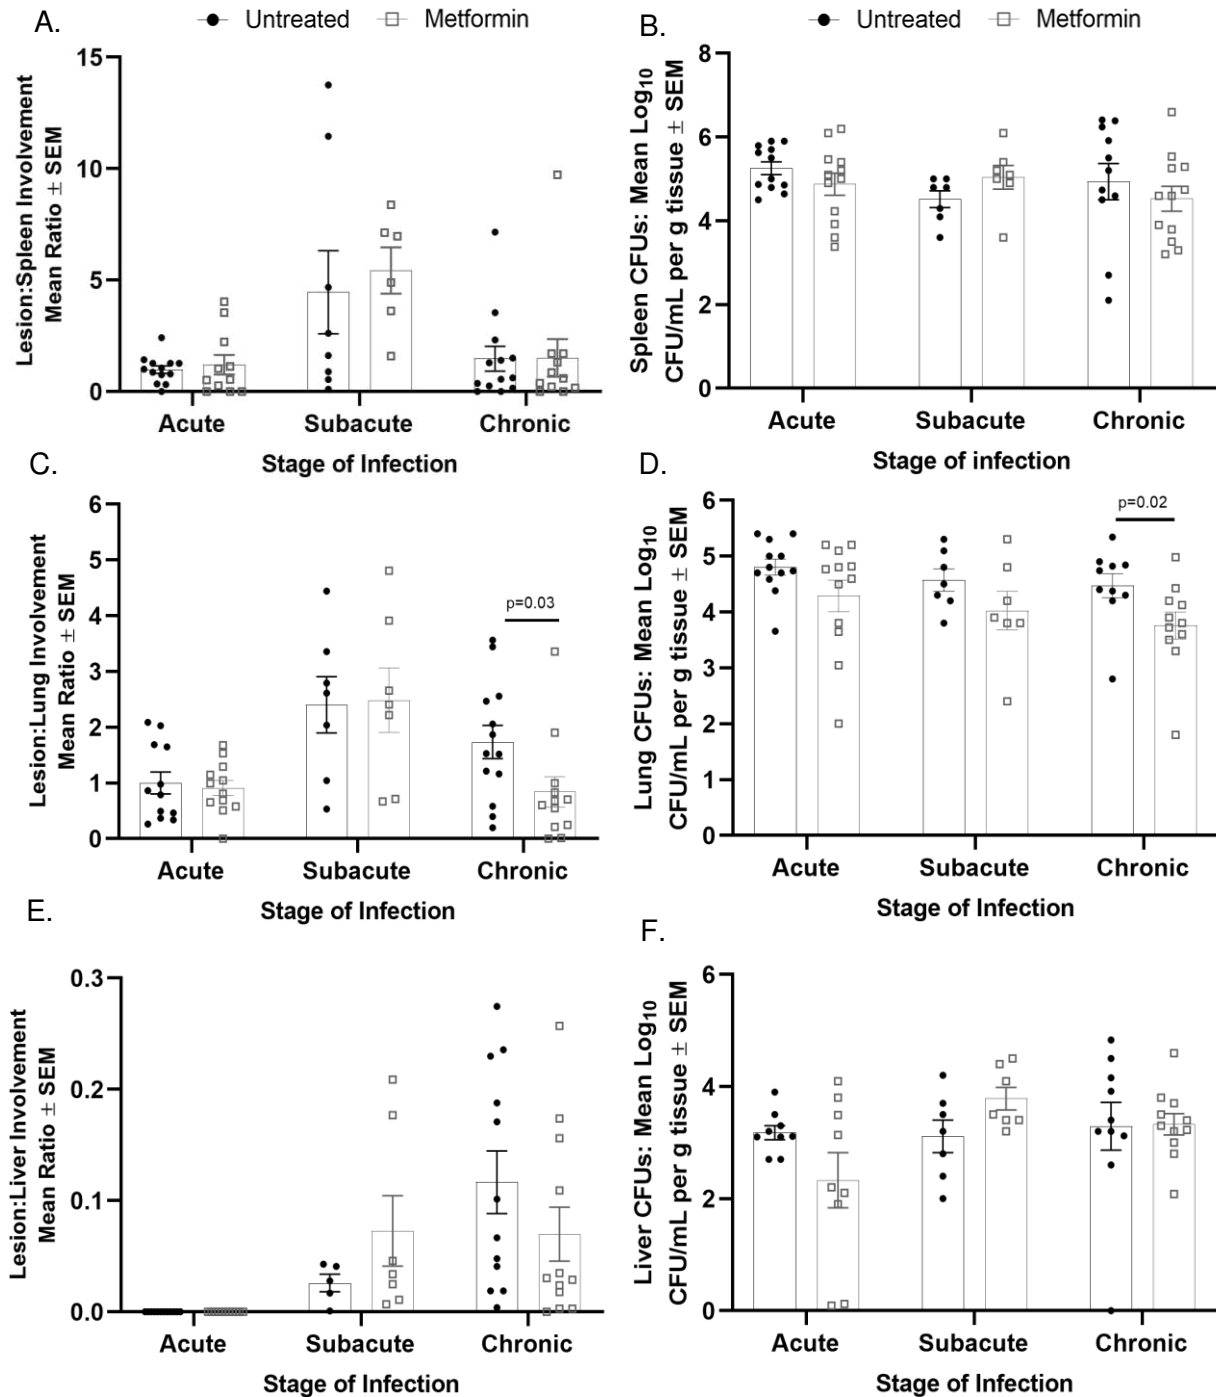 A.
Untreated Metformin
Lesion:Spleen Involvement
Mean Ratio ± SEM
15
10
5
0
Acute Subacute Chronic
Stage of Infection
B.
Untreated Metformin
Spleen CFUs: Mean Log10
CFU/mL per g tissue ± SEM
8
6
4
2
0
Acute Subacute Chronic
Stage of infection
C.
Lesion:Lung Involvement
Mean Ratio ± SEM
6
5
4
3
2
1
0
p=0.03
Acute Subacute Chronic
Stage of Infection
D.
Lung CFUs: Mean Log10
CFU/mL per g tissue ± SEM
6
5
4
3
2
1
0
p=0.02
Acute Subacute Chronic
Stage of Infection
E.
Lesion:Liver Involvement
Mean Ratio ± SEM
0.3
0.2
0.1
0.0
Acute Subacute Chronic
Stage of Infection
F.
Liver CFUs: Mean Log10
CFU/mL per g tissue ± SEM
6
4
2
0
Acute Subacute Chronic
Stage of Infection